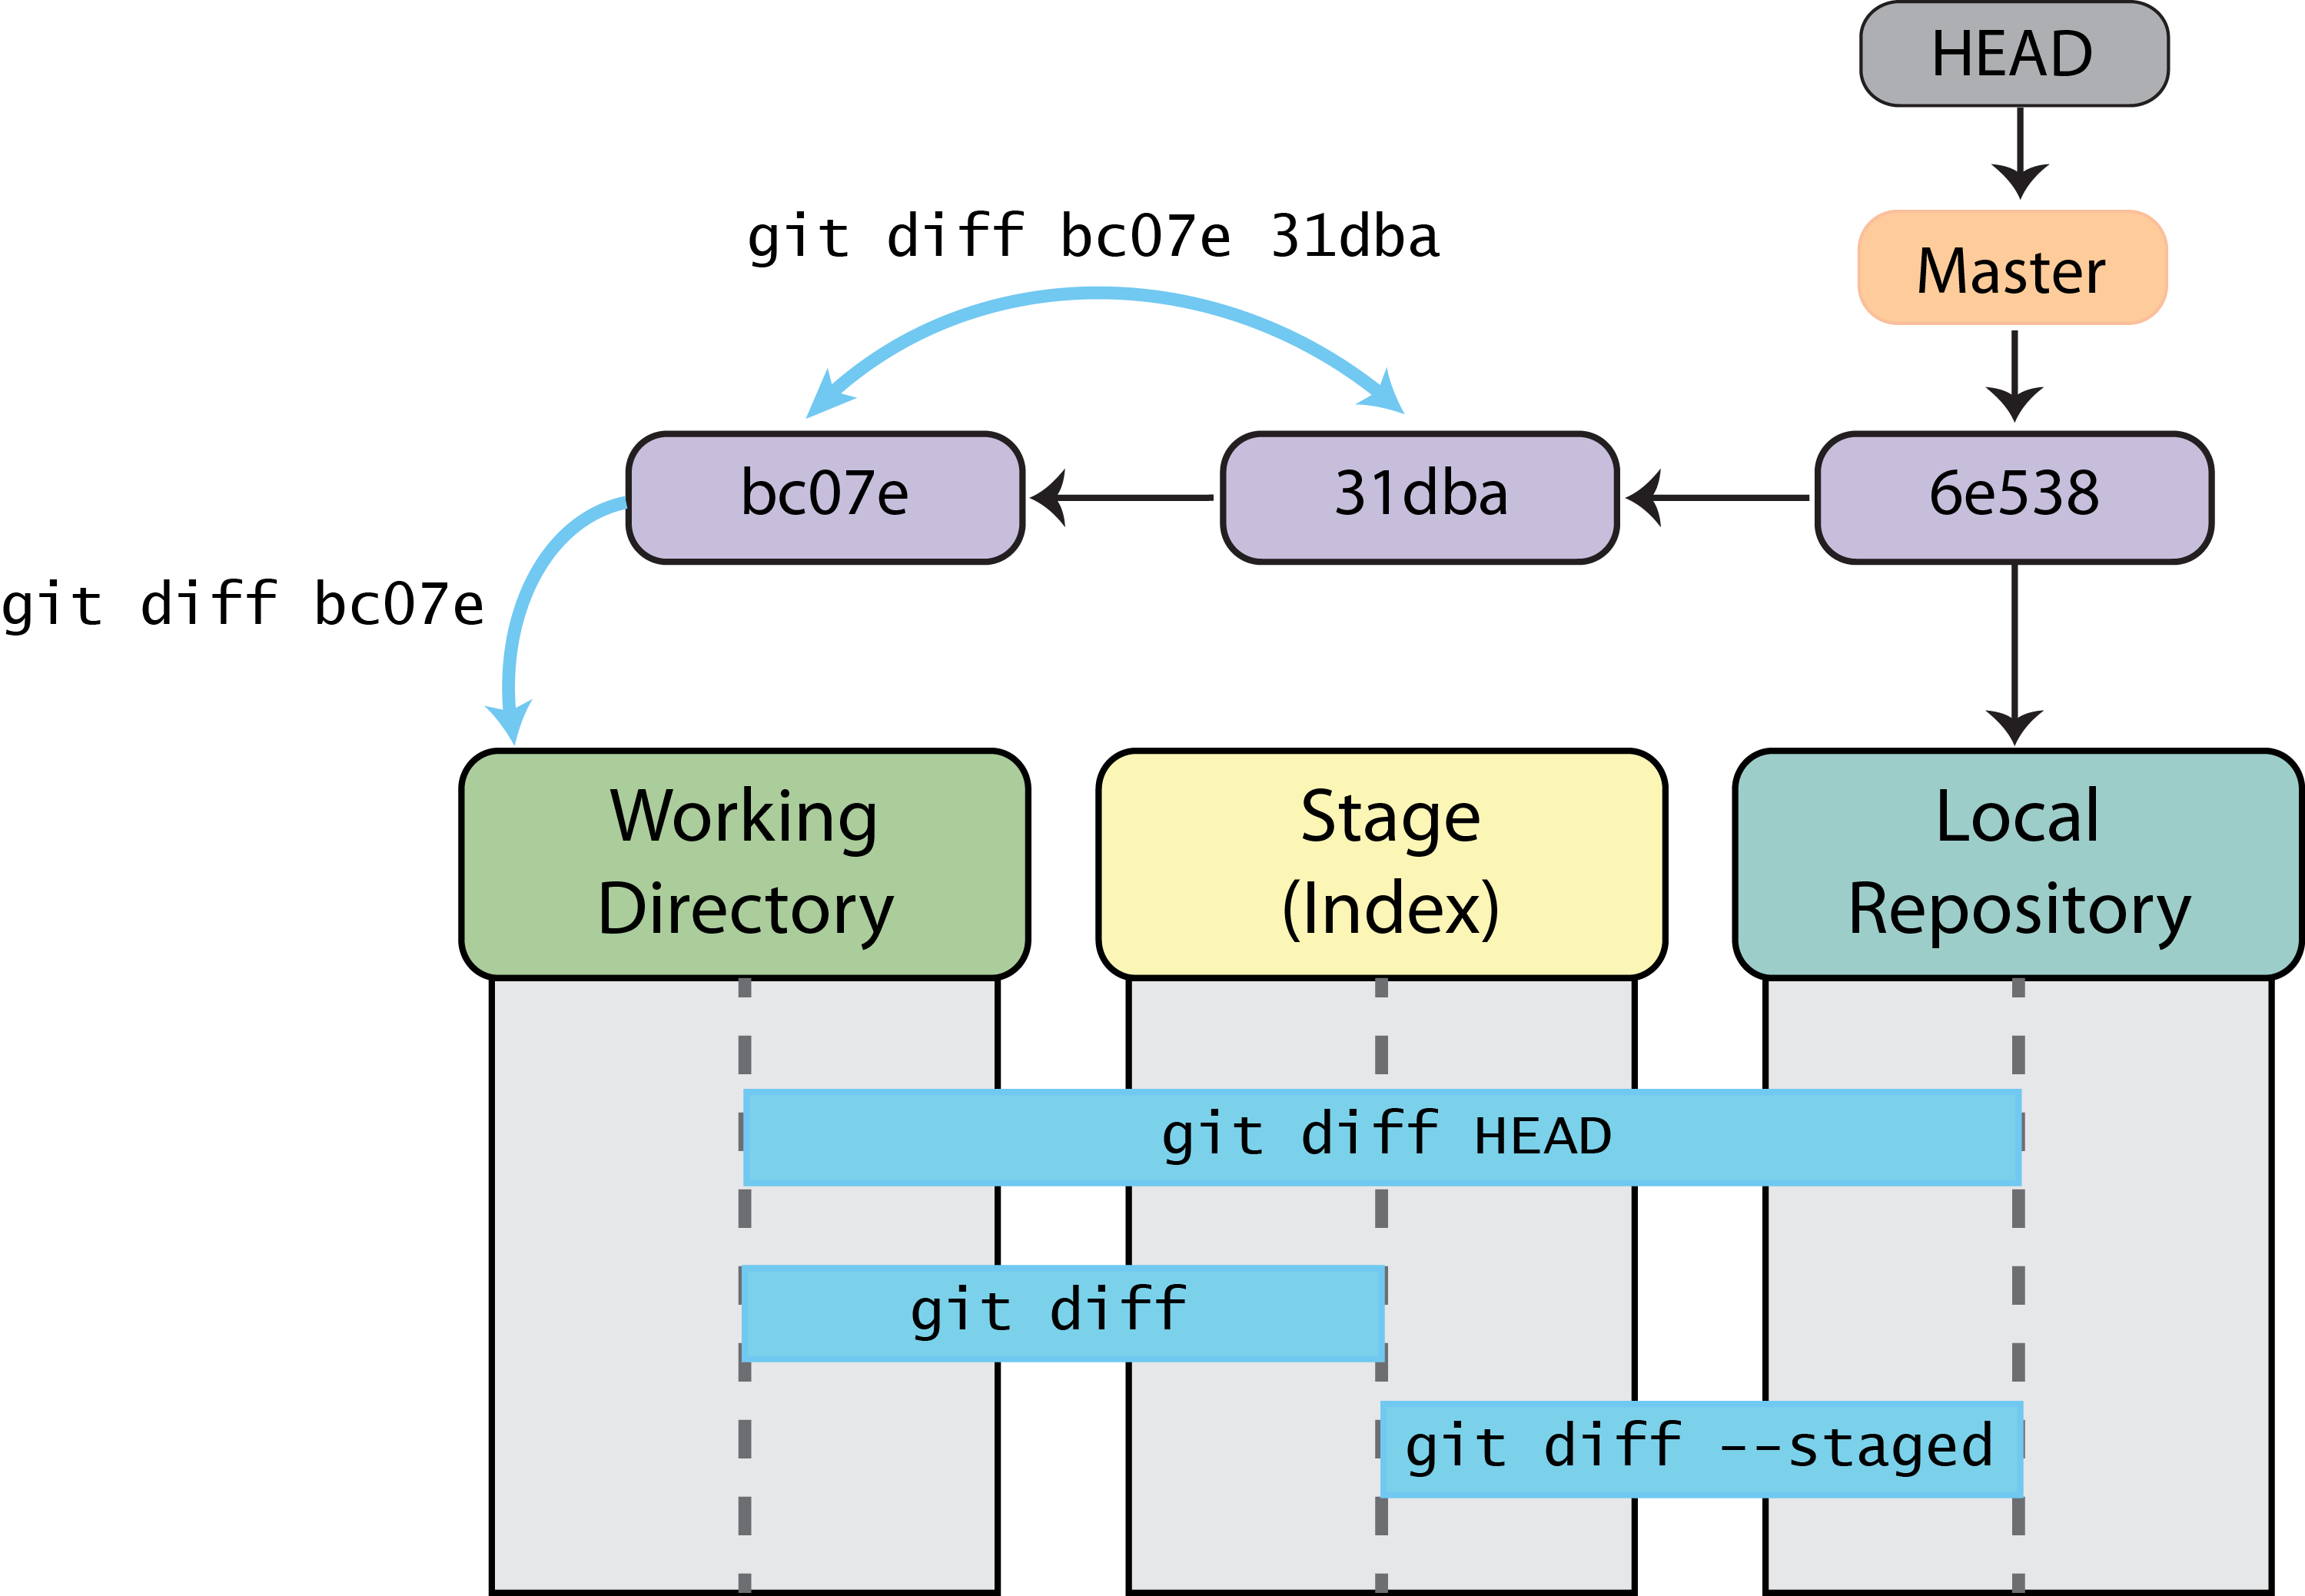 HEAD
git diff bc07e 31dba
Master
bc07e
31dba
6e538
git diff bc07e
Working
Directory
Stage
(Index)
Local
Repository
git diff HEAD
git diff
git diff --staged